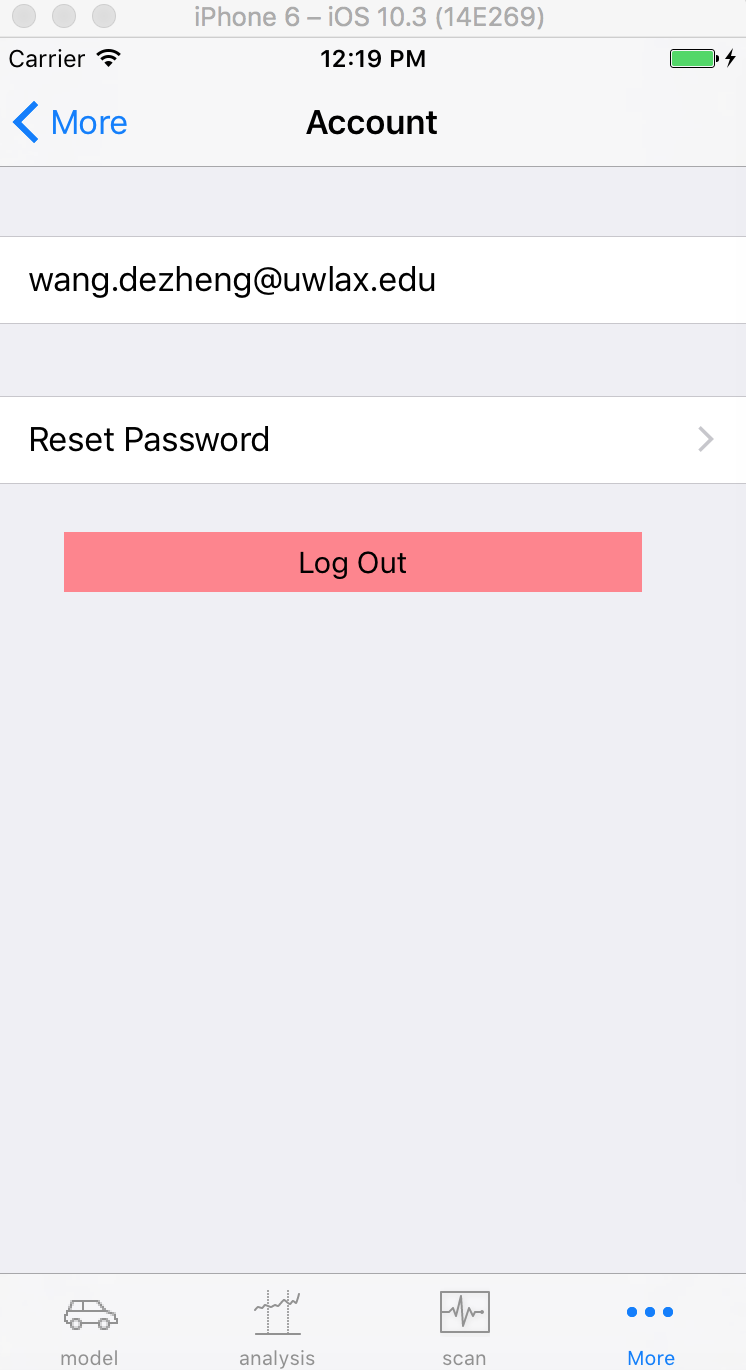 iPhone 6 – iOS 10.3 (14E269)
Carrier 12:19 PM
More Account
wang.dezheng@uwlax.edu
Reset Password
Log Out
model analysis scan More